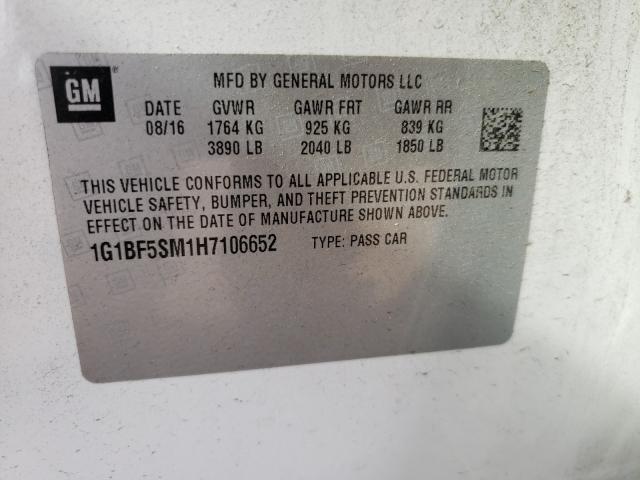 GM
MFD BY GENERAL MOTORS LLC
DATE GVWR GAWR FRT GAWR RR
08/16 1764 KG 925 KG 839 KG
3890 LB 2040 LB 1850 LB
THIS VEHICLE CONFORMS TO ALL APPLICABLE U.S. FEDERAL MOTOR
VEHICLE SAFETY, BUMPER, AND THEFT PREVENTION STANDARDS IN
EFFECT ON THE DATE OF MANUFACTURE SHOWN ABOVE.
1G1BF5SM1H7106652 TYPE: PASS CAR